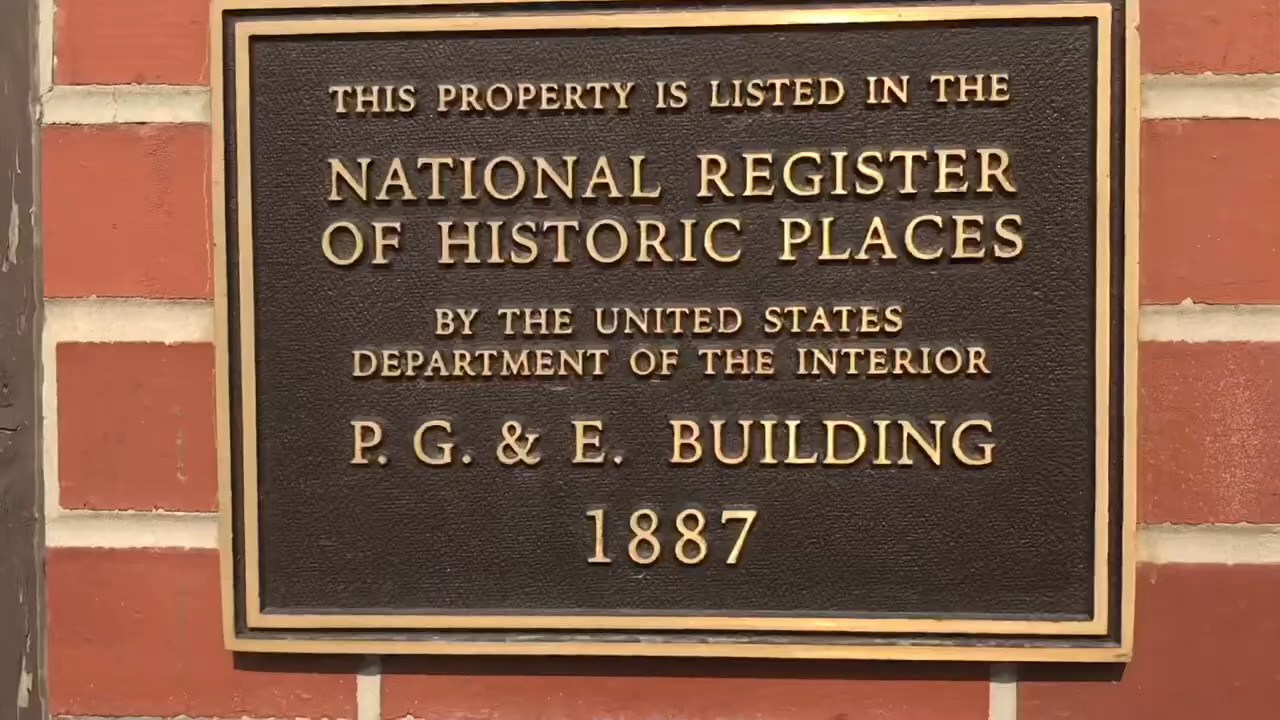 THIS PROPERTY IS LISTED IN THE
NATIONAL REGISTER
OF HISTORIC PLACES
BY THE UNITED STATES
DEPARTMENT OF THE INTERIOR
P. G. & E. BUILDING
1887